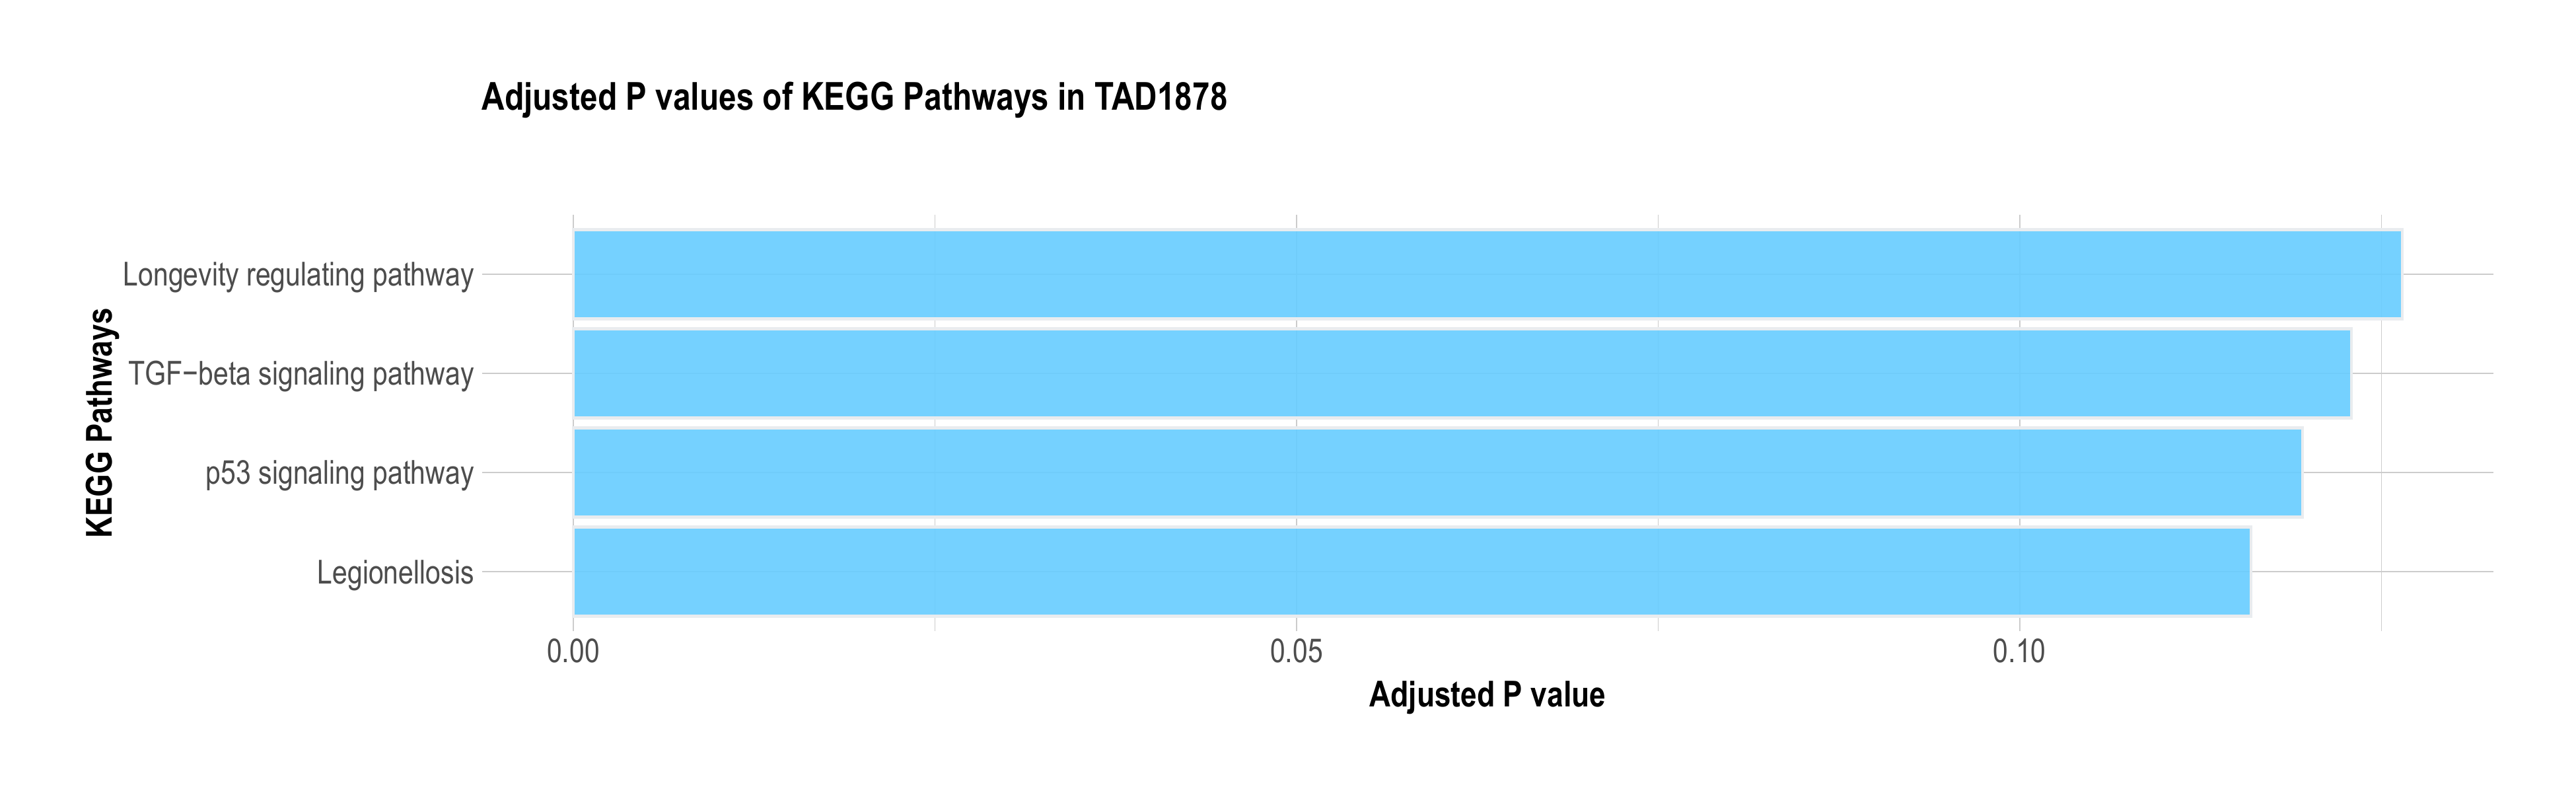 Adjusted P values of KEGG Pathways in TAD1878
KEGG Pathways
Longevity regulating pathway
TGF−beta signaling pathway
p53 signaling pathway
Legionellosis
0.00 0.05 0.10
Adjusted P value